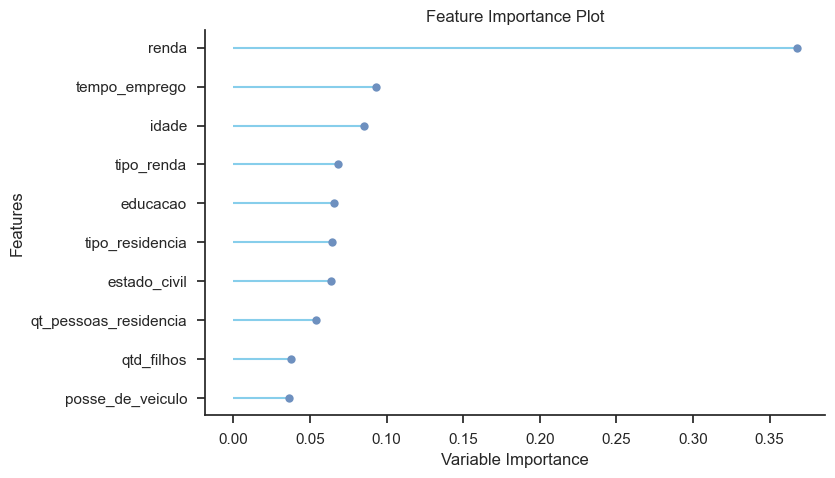 Feature Importance Plot
Features
renda
tempo_emprego
idade
tipo_renda
educacao
tipo_residencia
estado_civil
qt_pessoas_residencia
qtd_filhos
posse_de_veiculo
0.00 0.05 0.10 0.15 0.20 0.25 0.30 0.35
Variable Importance